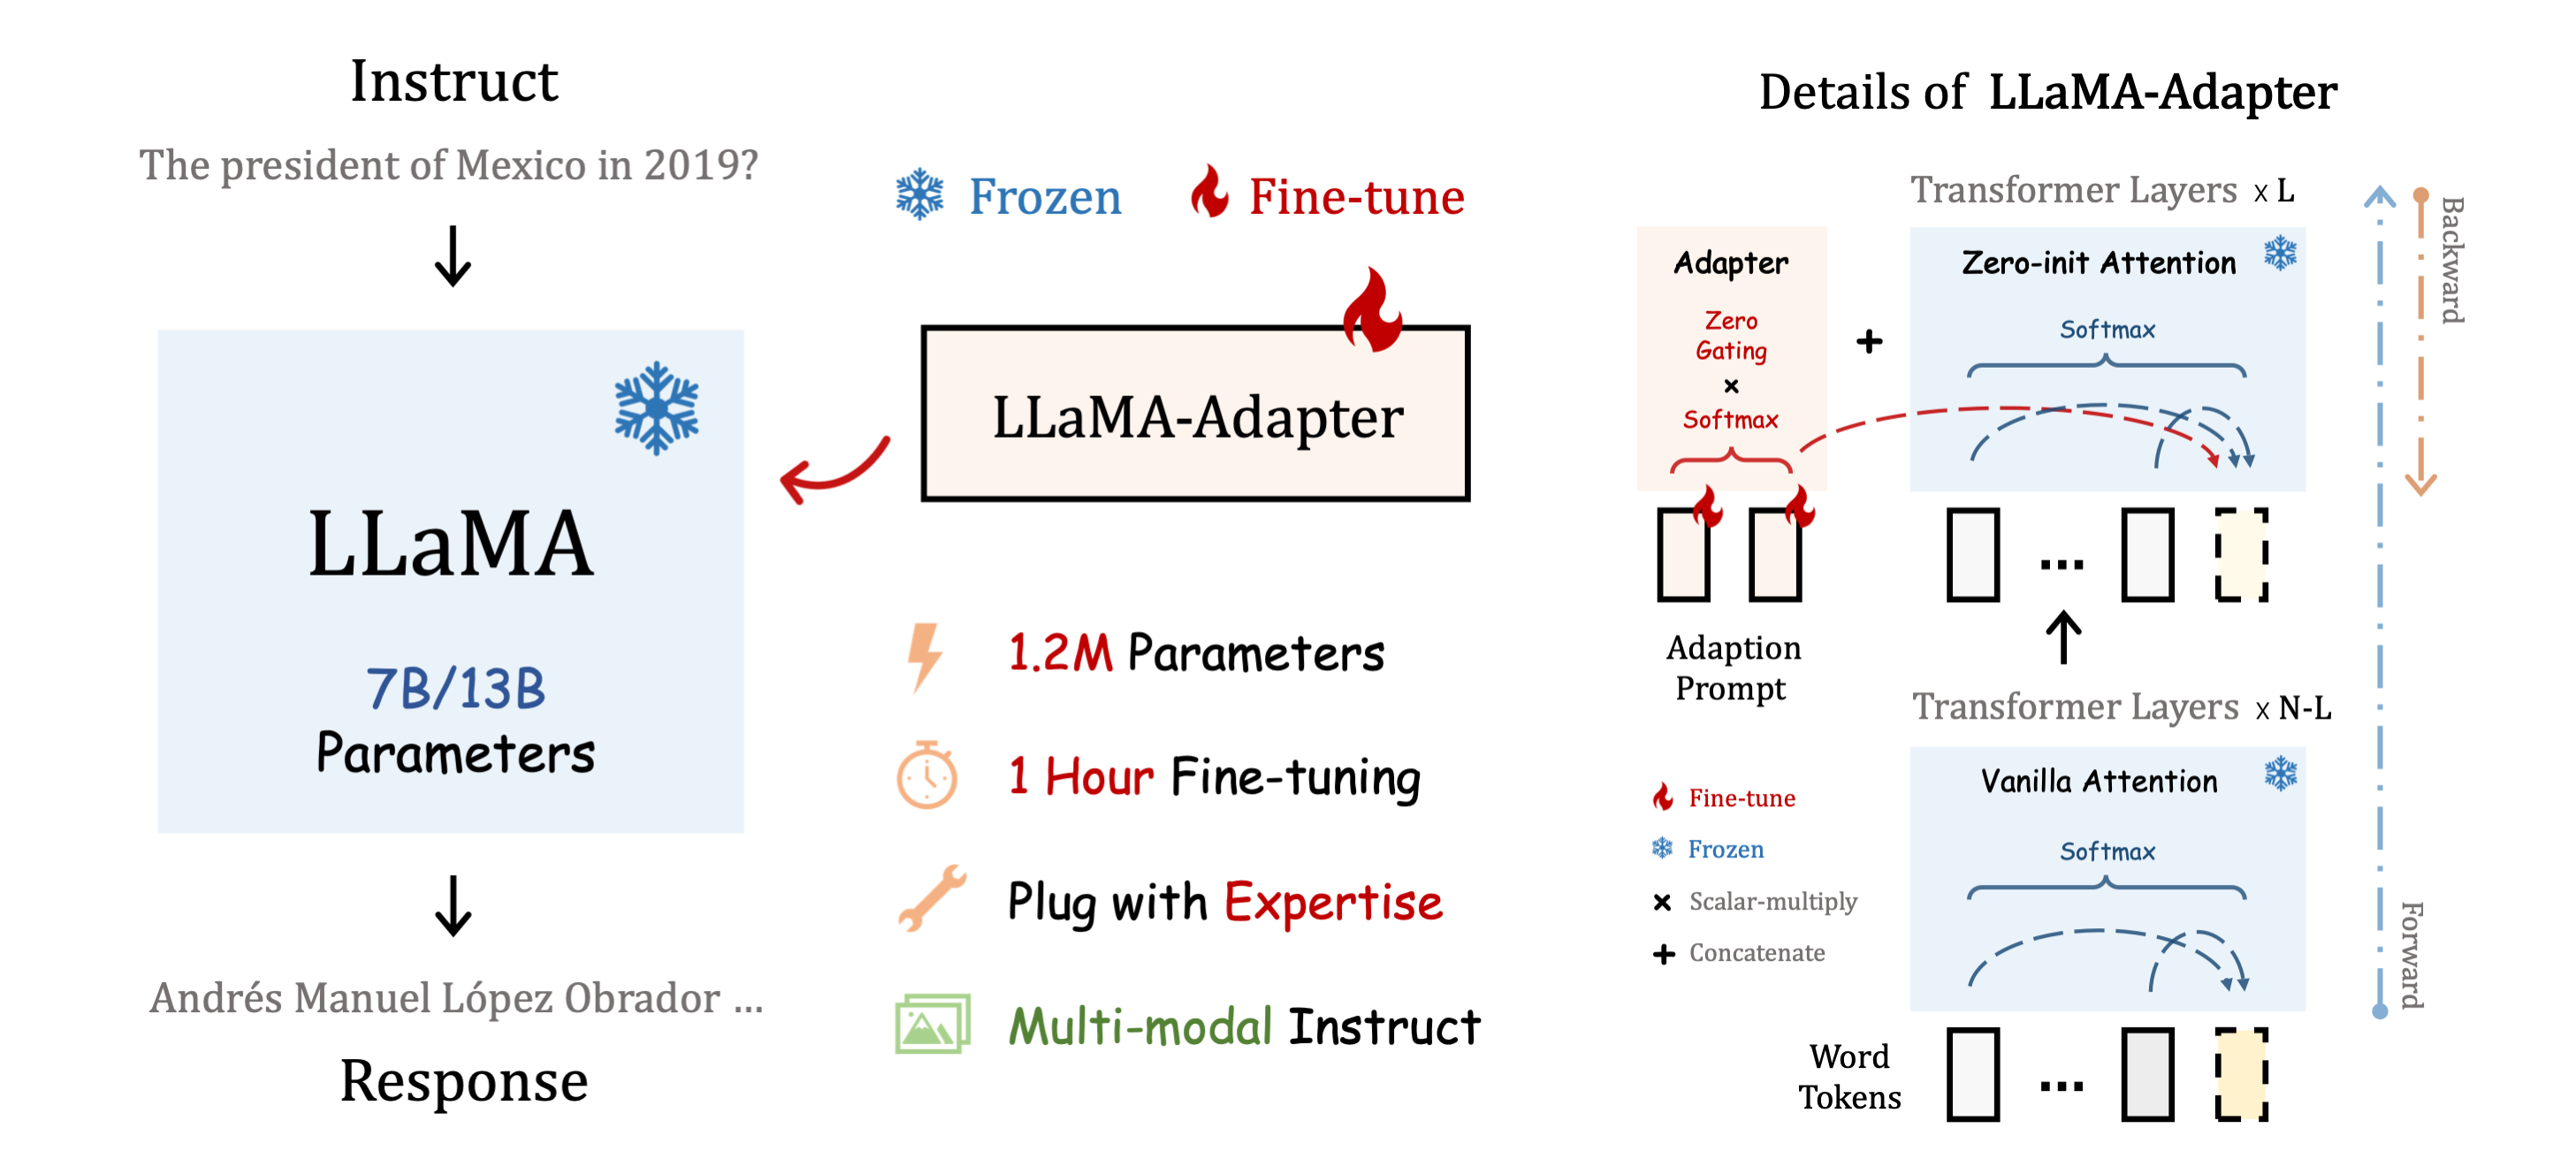 Instruct
The president of Mexico in 2019?
LLaMA
7B/13B
Parameters
Andrés Manuel López Obrador ...
Response
Frozen
Fine-tune
LLaMA-Adapter
1.2M Parameters
1 Hour Fine-tuning
Plug with Expertise
Multi-modal Instruct
Details of LLaMA-Adapter
Transformer Layers x L
Adapter
Zero
Gating
×
Softmax
+
Zero-init Attention
Softmax
...
Adaption
Prompt
Transformer Layers x N-L
Vanilla Attention
Softmax
...
Word
Tokens
Fine-tune
Frozen
× Scalar-multiply
+ Concatenate
Backward
Forward